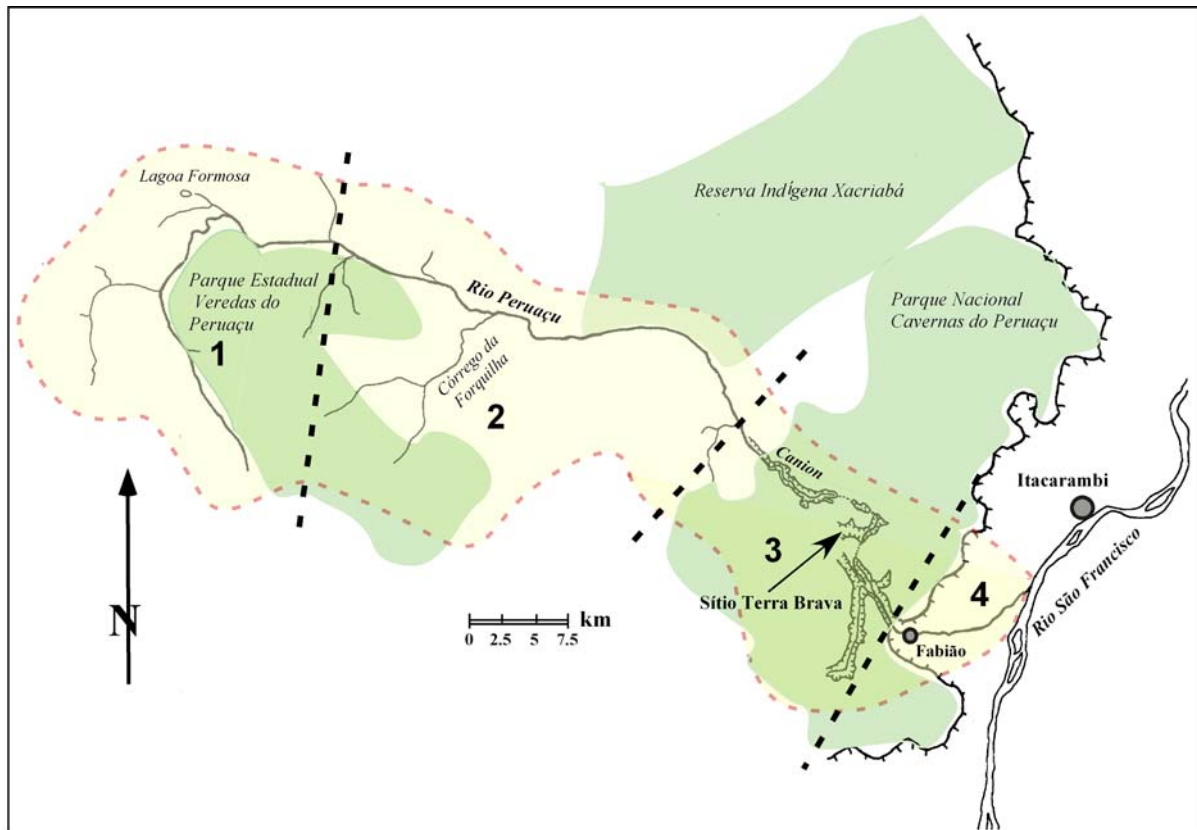 Lagoa Formosa
Reserva Indígena Xacriabá
Parque Estadual
Veredas do
Peruaçu
1
Rio Peruaçu
Parque Nacional
Cavernas do Peruaçu
Córrego da
Forquilha
2
Canion
Itacarambi
3
Sítio Terra Brava
4
Rio São Francisco
Fabião
N
km
0 2.5 5 7.5